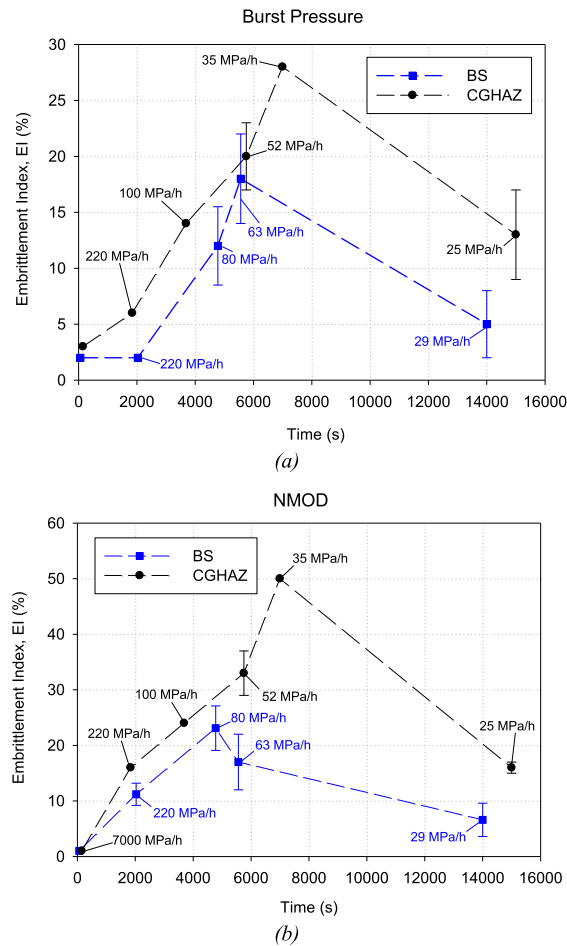 Burst Pressure
30
25
20
15
10
5
0
Embrittlement Index, EI (%)
35 MPa/h
52 MPa/h
100 MPa/h
63 MPa/h
220 MPa/h
80 MPa/h
25 MPa/h
29 MPa/h
220 MPa/h
BS
CGHAZ
0 2000 4000 6000 8000 10000 12000 14000 16000
Time (s)
(a)
NMOD
60
50
40
30
20
10
0
Embrittlement Index, EI (%)
BS
CGHAZ
35 MPa/h
100 MPa/h
52 MPa/h
220 MPa/h
80 MPa/h
25 MPa/h
63 MPa/h
220 MPa/h
29 MPa/h
7000 MPa/h
0 2000 4000 6000 8000 10000 12000 14000 16000
Time (s)
(b)